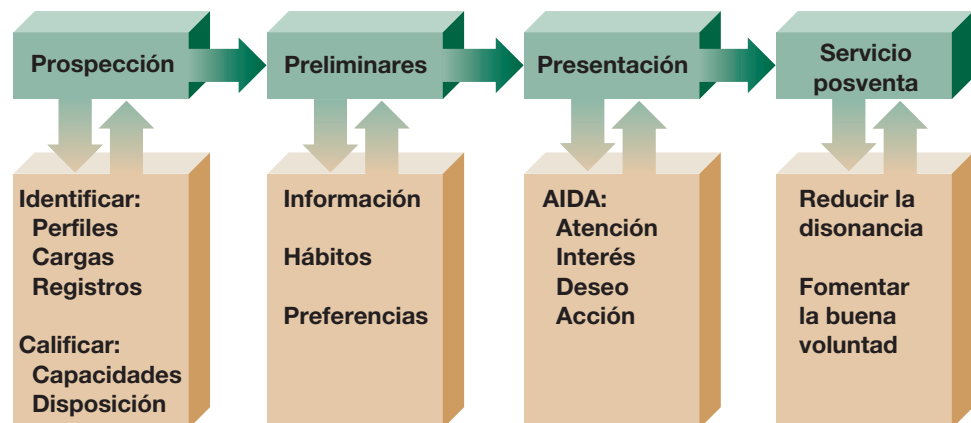 Prospección
Preliminares
Presentación
Servicio
posventa
Identificar:
Perfiles
Cargas
Registros
Calificar:
Capacidades
Disposición
Información
Hábitos
Preferencias
AIDA:
Atención
Interés
Deseo
Acción
Reducir la
disonancia
Fomentar
la buena
voluntad